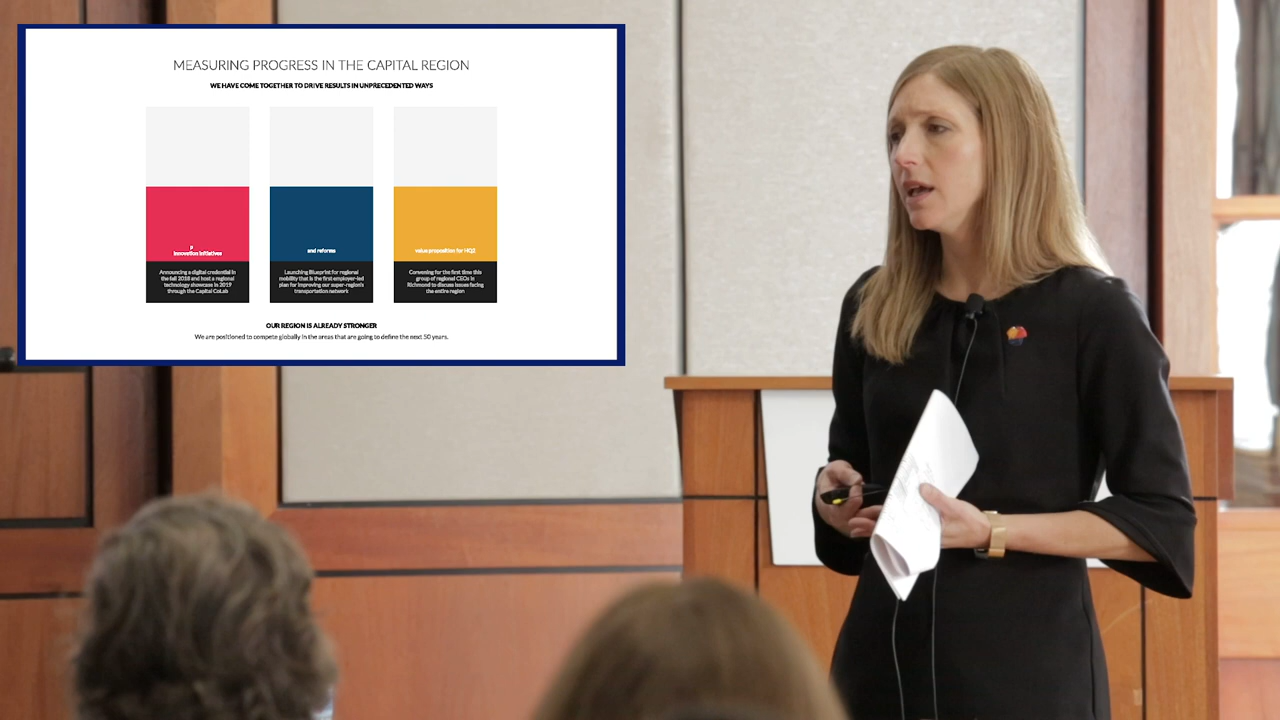 MEASURING PROGRESS IN THE CAPITAL REGION
WE HAVE COME TOGETHER TO DRIVE RESULTS IN UNPRECEDENTED WAYS
p
innovation initiatives
Announcing a digital credential in
the fall 2018 and host a regional
technology showcase in 2019
through the Capital CoLab
and reforms
Launching Blueprint for regional
mobility that is the first employer-led
plan for improving our super-region's
transportation network
value proposition for HQ2
Convening for the first time this
group of regional CEOs in
Richmond to discuss issues facing
the entire region
OUR REGION IS ALREADY STRONGER
We are positioned to compete globally in the areas that are going to define the next 50 years.